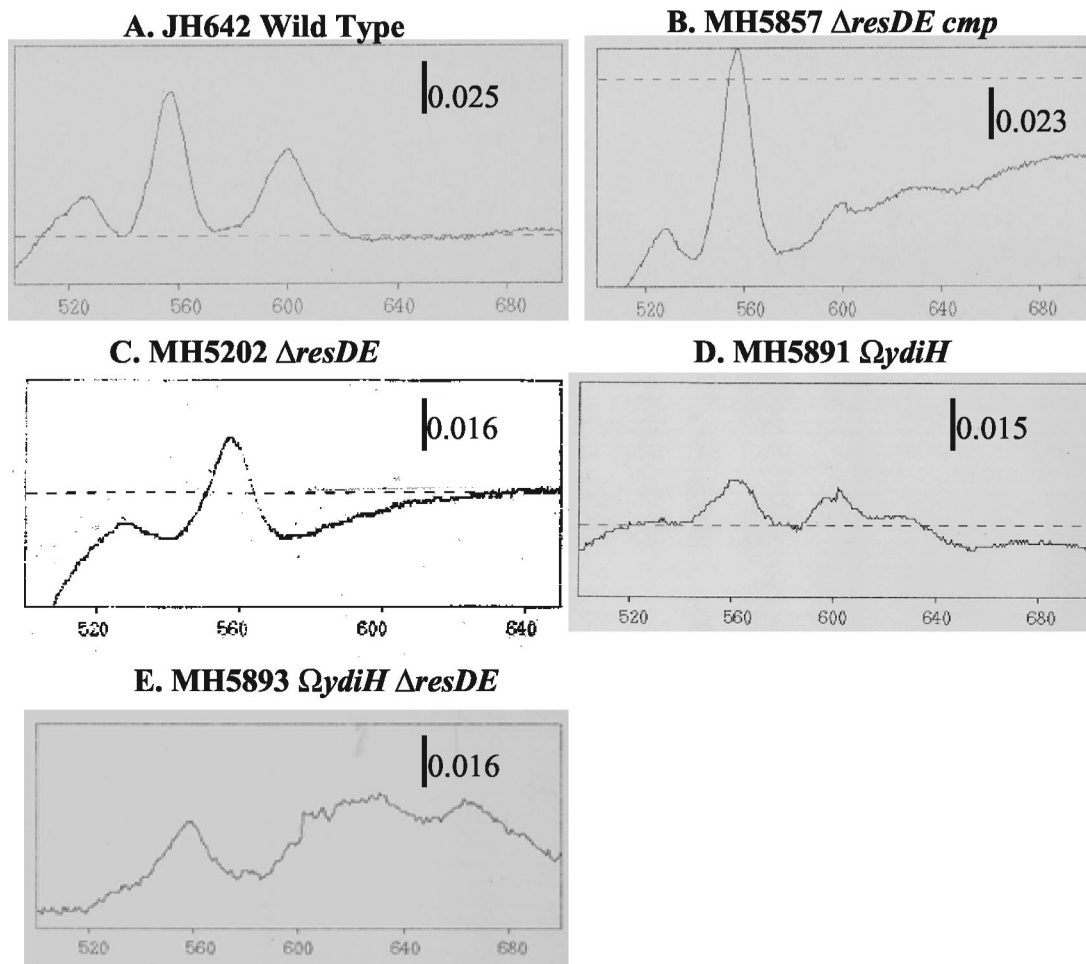 A. JH642 Wild Type
0.025
520 560 600 640 680
B. MH5857 ΔresDE cmp
0.023
520 560 600 640 680
C. MH5202 ΔresDE
0.016
520 560 600 640
D. MH5891 ΩydiH
0.015
520 560 600 640 680
E. MH5893 ΩydiH ΔresDE
0.016
520 560 600 640 680